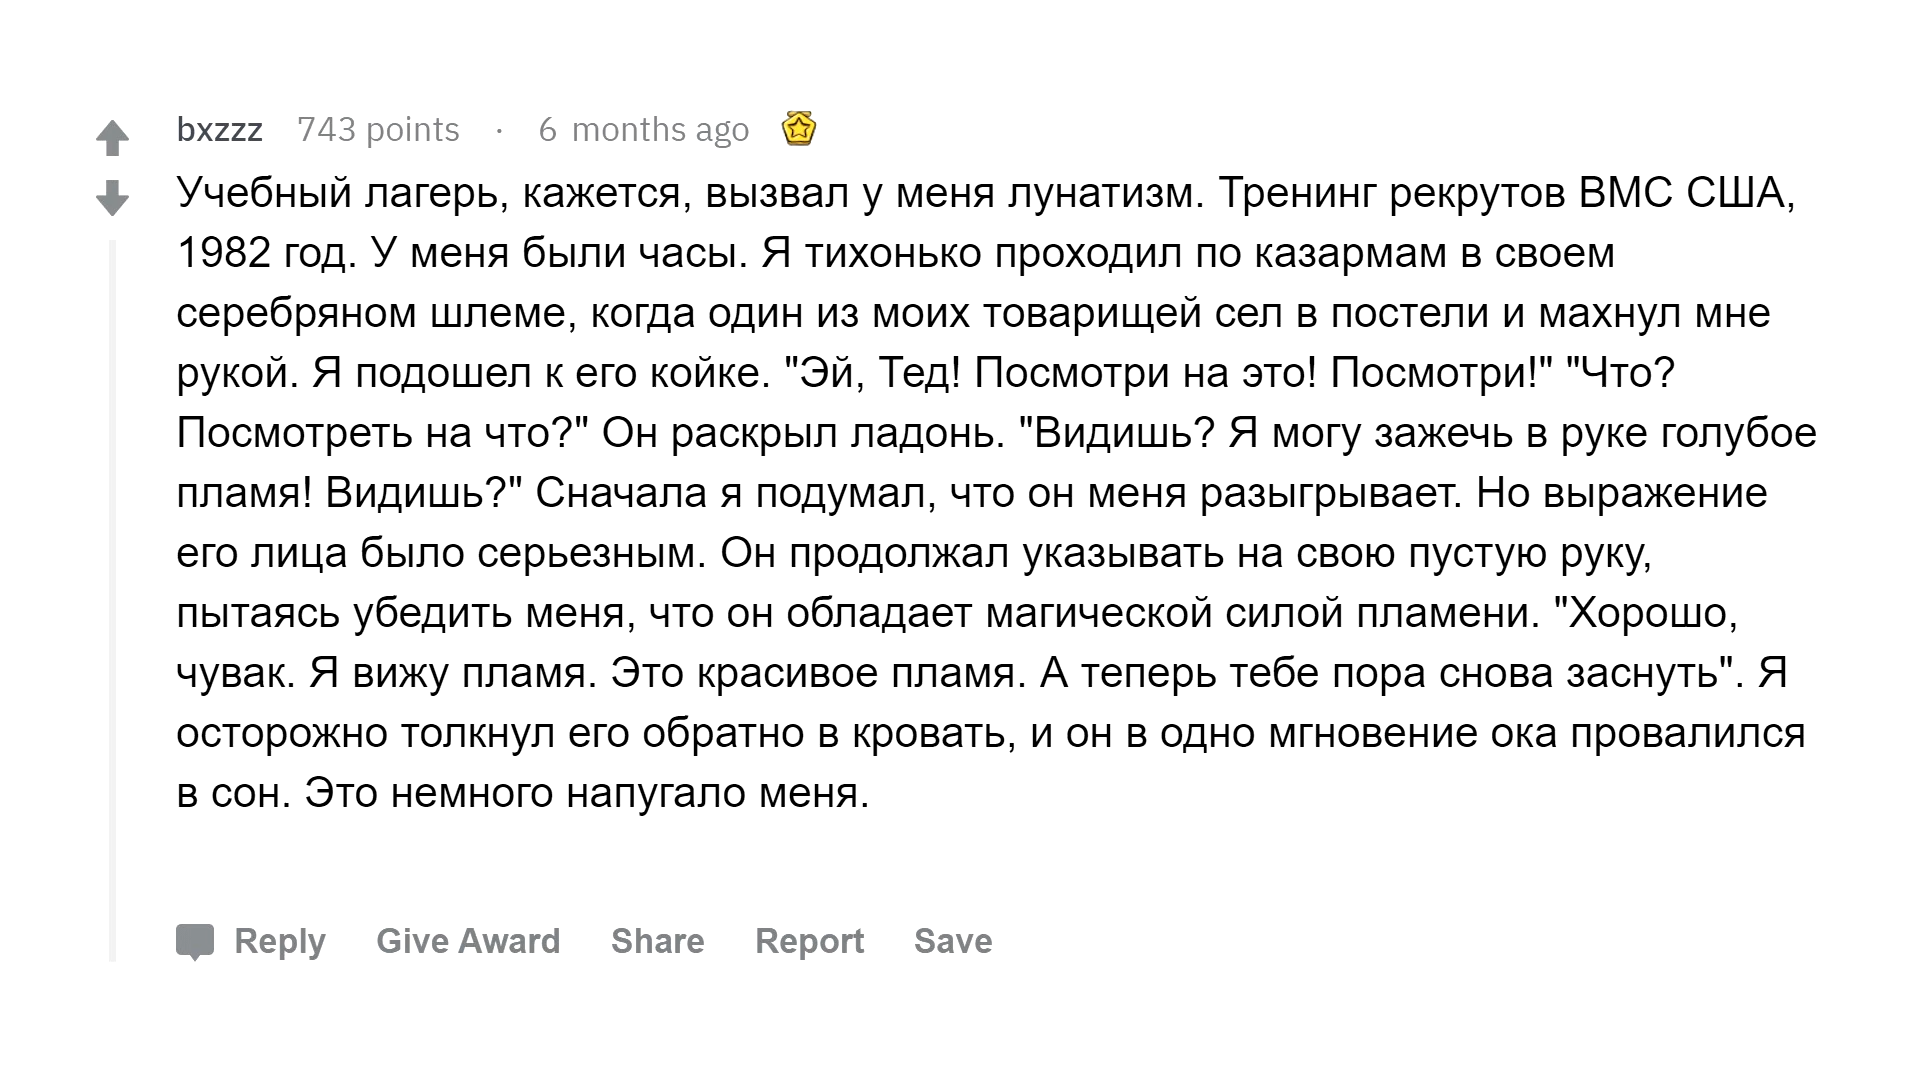 bxzzz 743 points · 6 months ago
Учебный лагерь, кажется, вызвал у меня лунатизм. Тренинг рекрутов ВМС США,
1982 год. У меня были часы. Я тихонько проходил по казармам в своем
серебряном шлеме, когда один из моих товарищей сел в постели и махнул мне
рукой. Я подошел к его койке. "Эй, Тед! Посмотри на это! Посмотри!" "Что?
Посмотреть на что?" Он раскрыл ладонь. "Видишь? Я могу зажечь в руке голубое
пламя! Видишь?" Сначала я подумал, что он меня разыгрывает. Но выражение
его лица было серьезным. Он продолжал указывать на свою пустую руку,
пытаясь убедить меня, что он обладает магической силой пламени. "Хорошо,
чувак. Я вижу пламя. Это красивое пламя. А теперь тебе пора снова заснуть". Я
осторожно толкнул его обратно в кровать, и он в одно мгновение ока провалился
в сон. Это немного напугало меня.
Reply Give Award Share Report Save